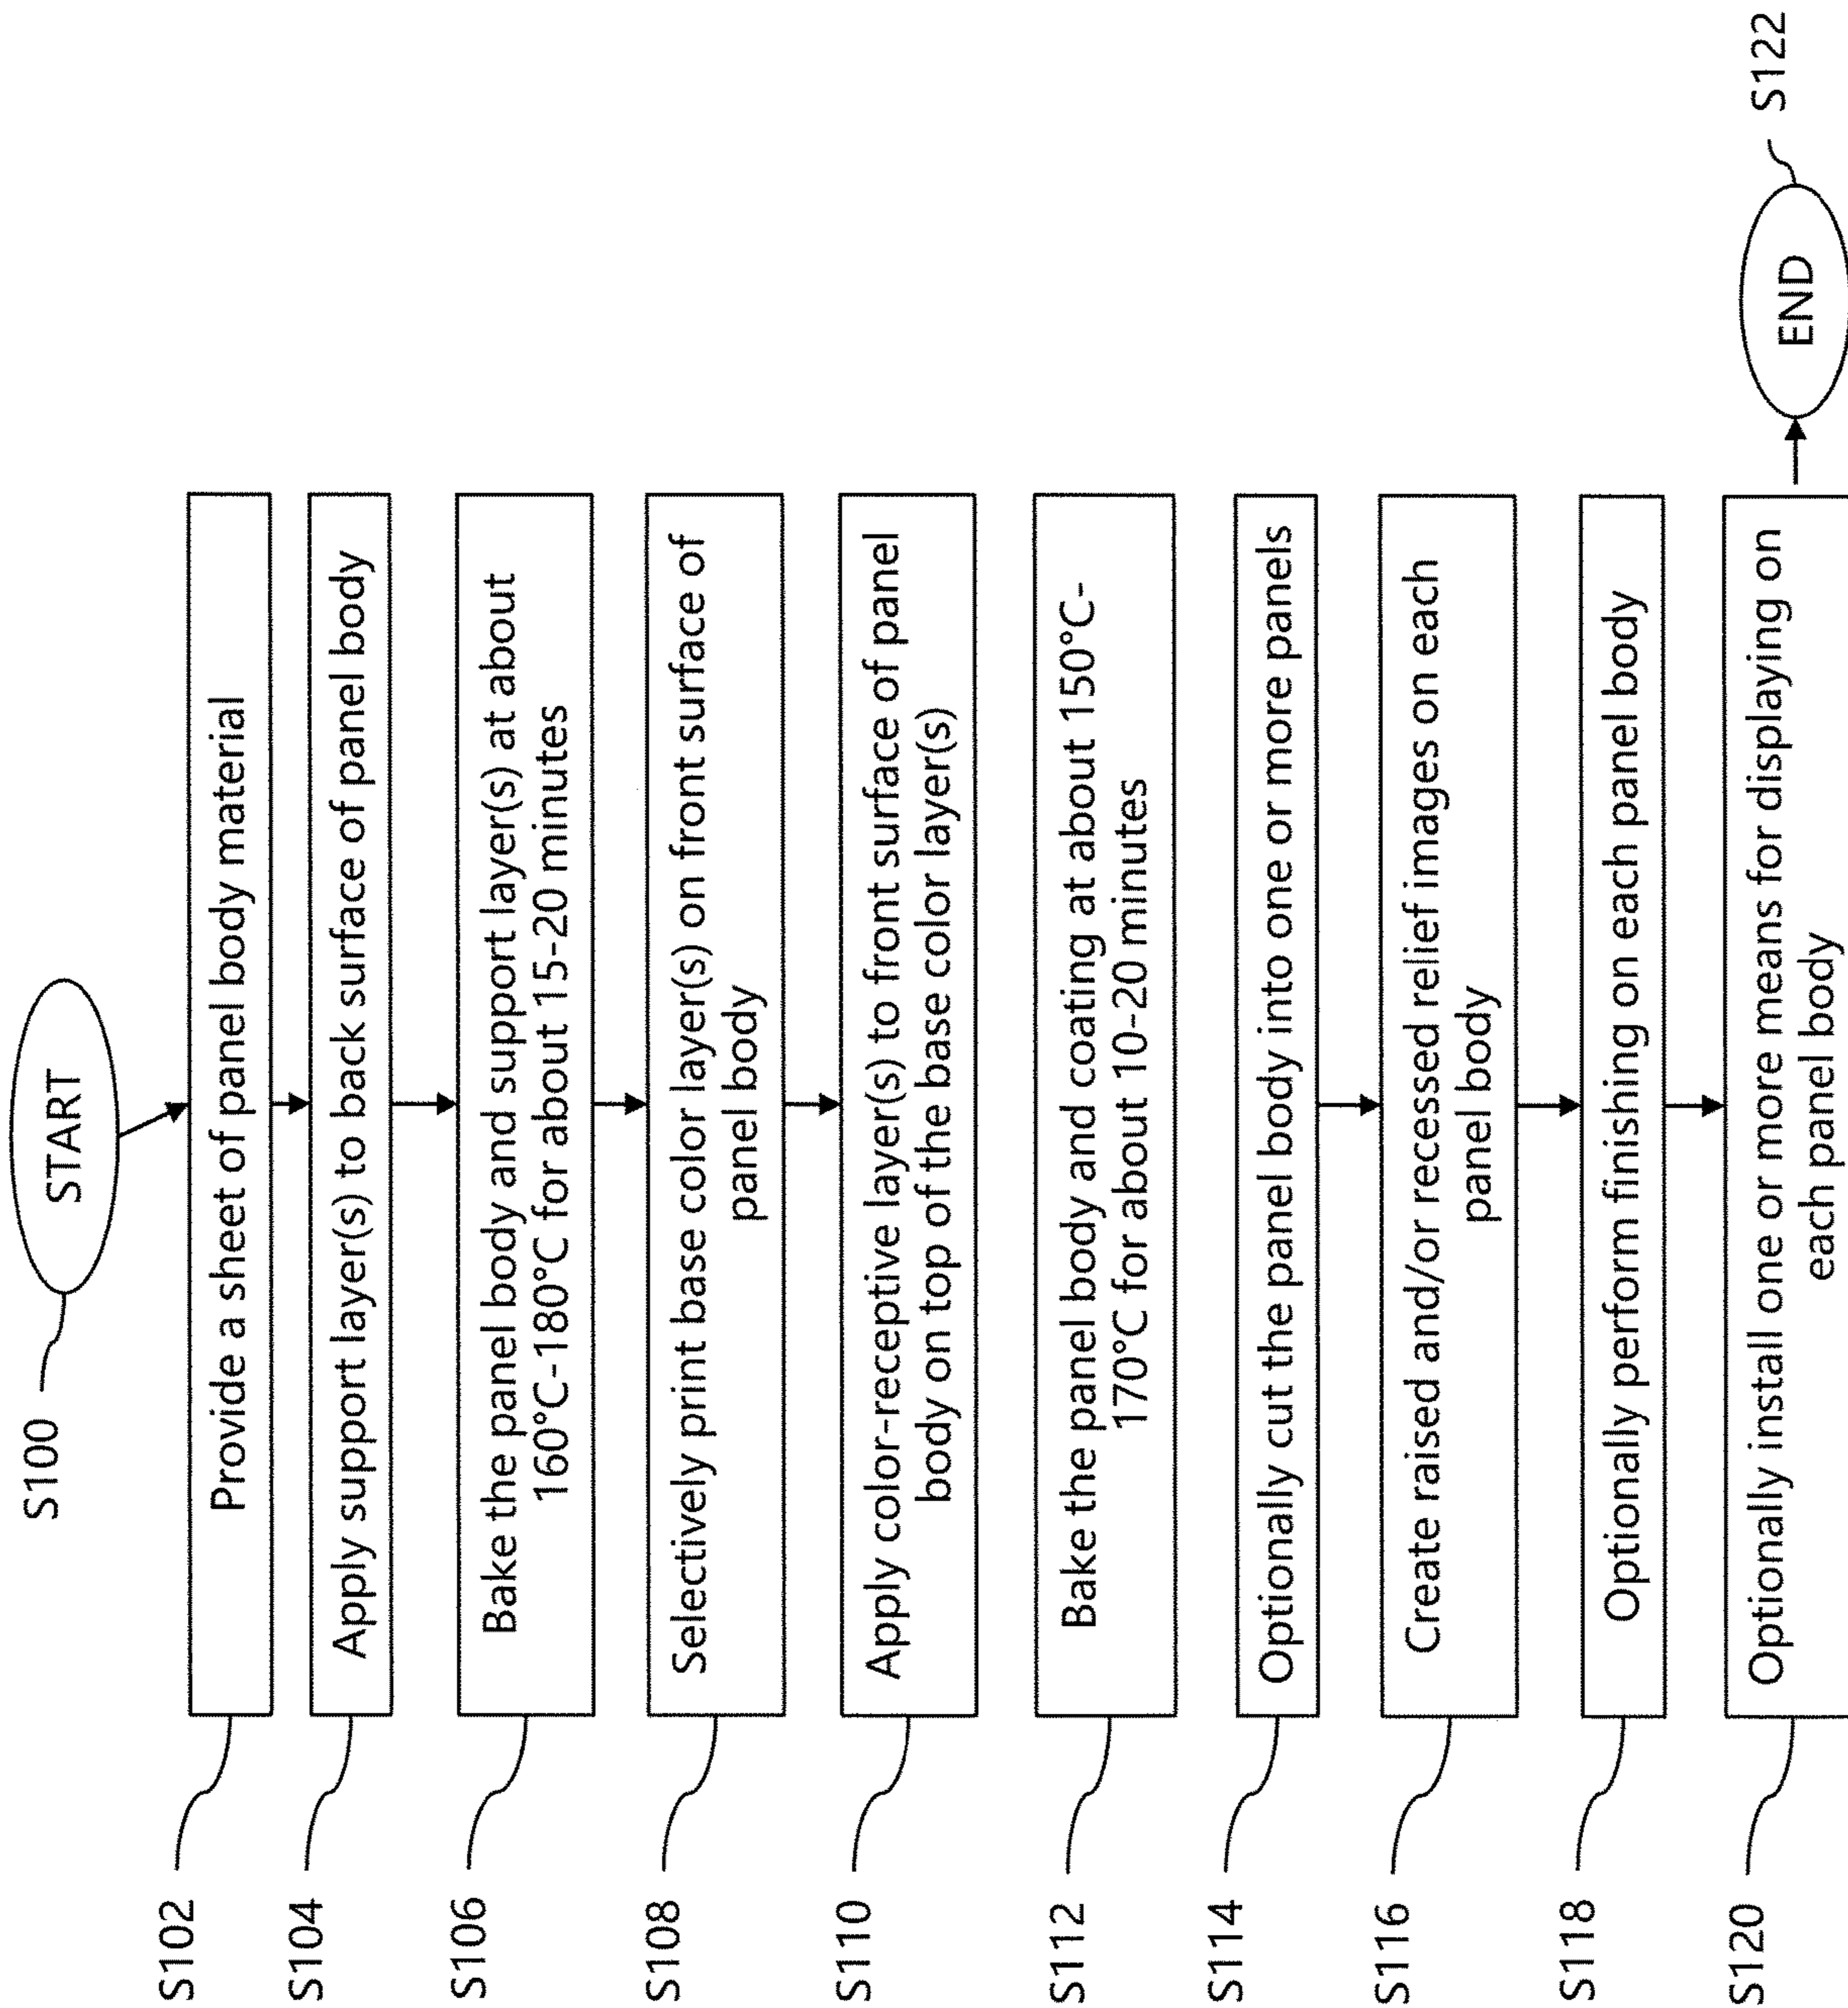 START
S100
S102
Provide a sheet of panel body material
S104
Apply support layer(s) to back surface of panel body
S106
Bake the panel body and support layer(s) at about
160°C-180°C for about 15-20 minutes
S108
Selectively print base color layer(s) on front surface of
panel body
S110
Apply color-receptive layer(s) to front surface of panel
body on top of the base color layer(s)
S112
Bake the panel body and coating at about 150°C-
170°C for about 10-20 minutes
S114
Optionally cut the panel body into one or more panels
S116
Create raised and/or recessed relief images on each
panel body
S118
Optionally perform finishing on each panel body
S120
Optionally install one or more means for displaying on
each panel body
END
S122